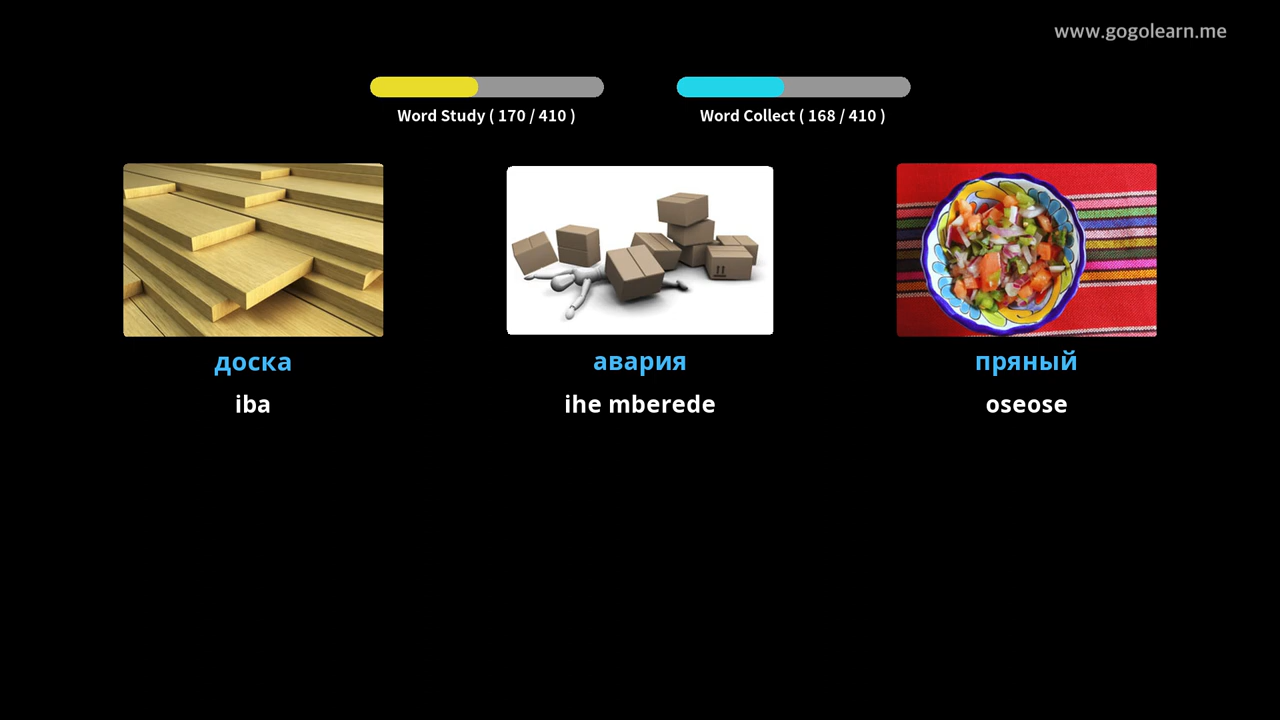 www.gogolearn.me
Word Study ( 170 / 410 )
Word Collect ( 168 / 410 )
доска
авария
пряный
iba
ihe mberede
oseose